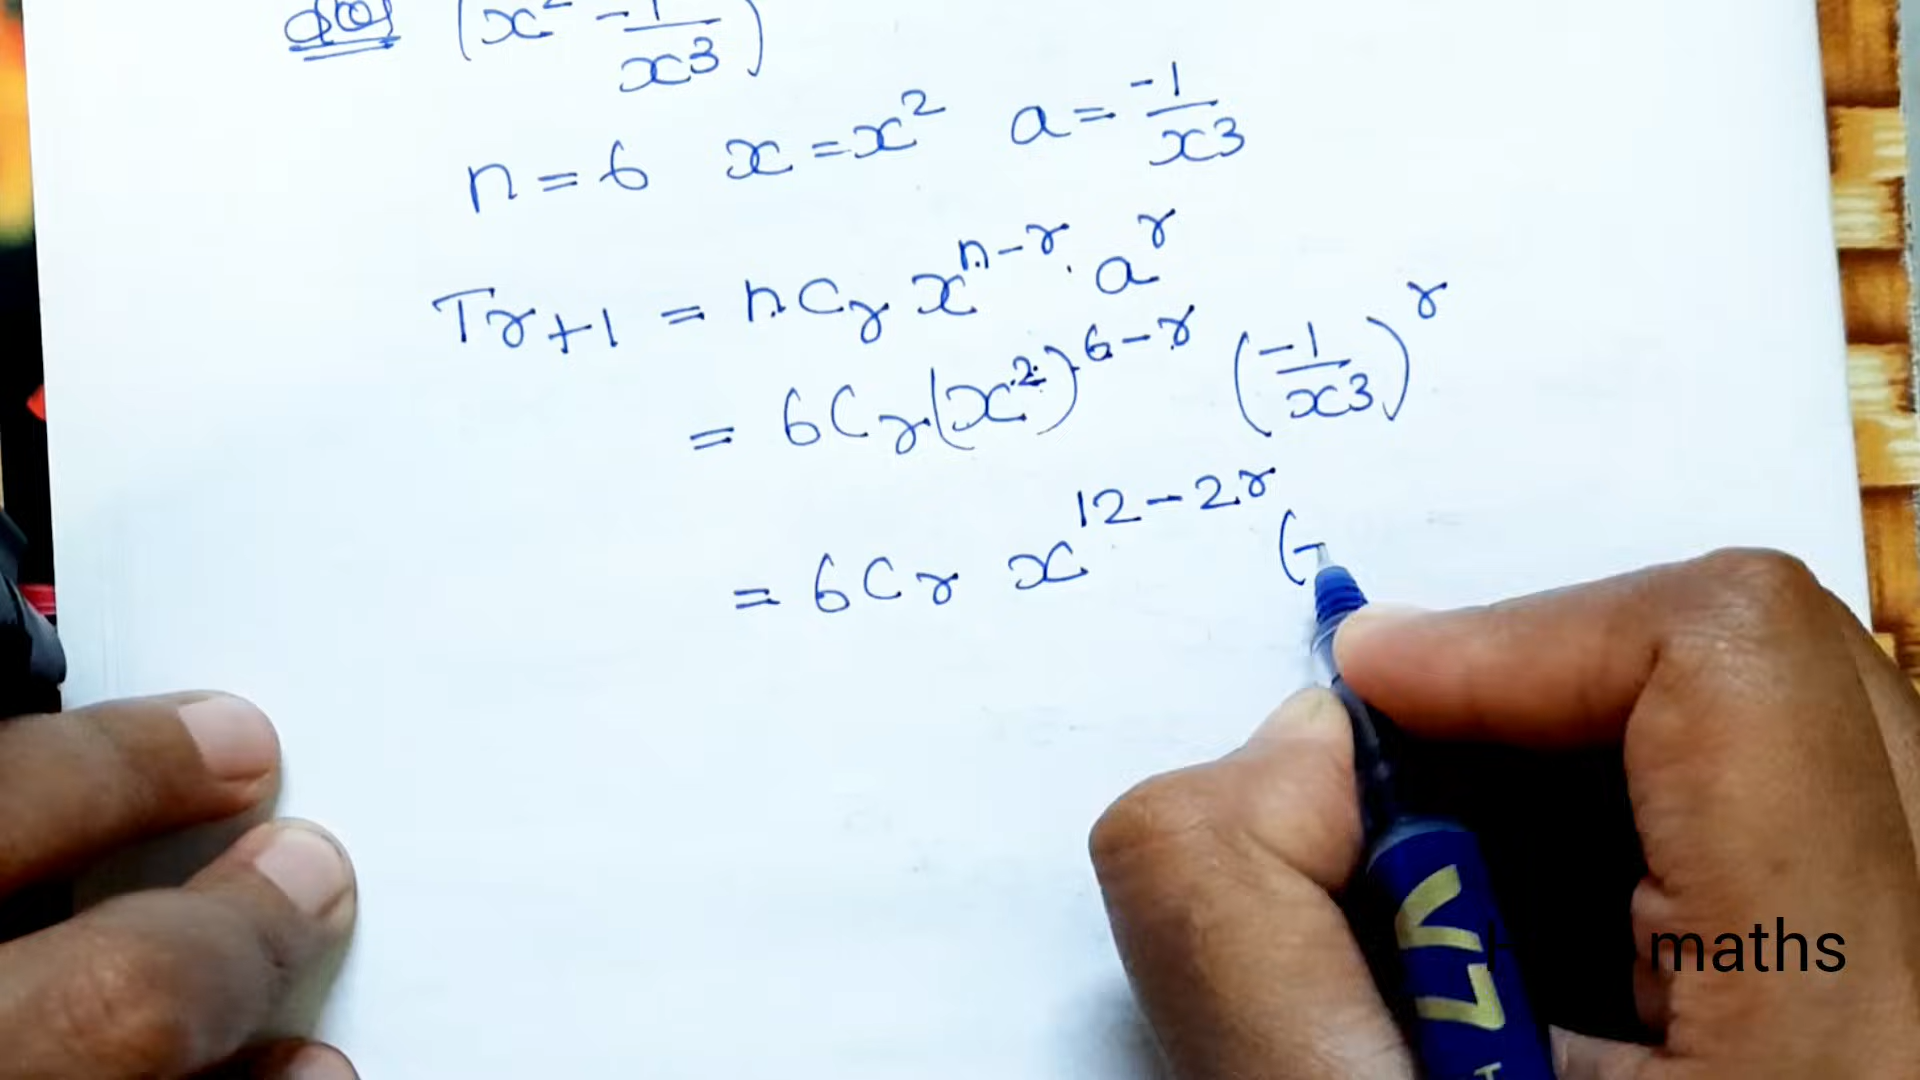 (x² -1/x3)
n = 6 x = x² a = -1/x3
Tr+1 = nCr x^n-r . a^r
= 6Cr (x²)^6-r (-1/x3)^r
= 6Cr x^12-2r (-
V7
maths